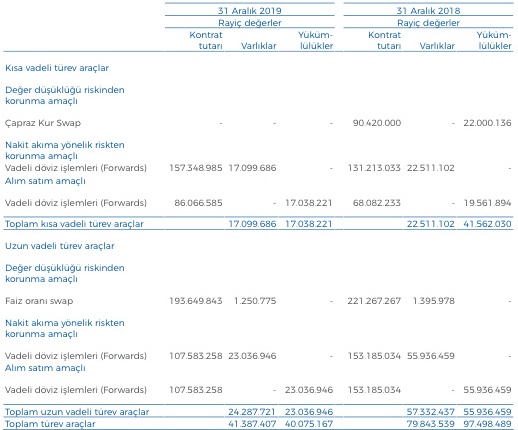 31 Aralık 2019 31 Aralık 2018
Rayiç değerler Rayiç değerler
Kontrat Yüküm- Kontrat Yüküm-
tutarı Varlıklar lülükler tutarı Varlıklar lülükler
Kısa vadeli türev araçlar
Değer düşüklüğü riskinden
korunma amaçlı
Çapraz Kur Swap - - - 90.420.000 - 22.000.136
Nakit akıma yönelik riskten
korunma amaçlı
Vadeli döviz işlemleri (Forwards) 157.348.985 17.099.686 - 131.213.033 22.511.102 -
Alım satım amaçlı
Vadeli döviz işlemleri (Forwards) 86.066.585 - 17.038.221 68.082.233 - 19.561.894
Toplam kısa vadeli türev araçlar 17.099.686 17.038.221 22.511.102 41.562.030
Uzun vadeli türev araçlar
Değer düşüklüğü riskinden
korunma amaçlı
Faiz oranı swap 193.649.843 1.250.775 - 221.267.267 1.395.978 -
Nakit akıma yönelik riskten
korunma amaçlı
Vadeli döviz işlemleri (Forwards) 107.583.258 23.036.946 - 153.185.034 55.936.459 -
Alım satım amaçlı
Vadeli döviz işlemleri (Forwards) 107.583.258 - 23.036.946 153.185.034 - 55.936.459
Toplam uzun vadeli türev araçlar 24.287.721 23.036.946 57.332.437 55.936.459
Toplam türev araçlar 41.387.407 40.075.167 79.843.539 97.498.489